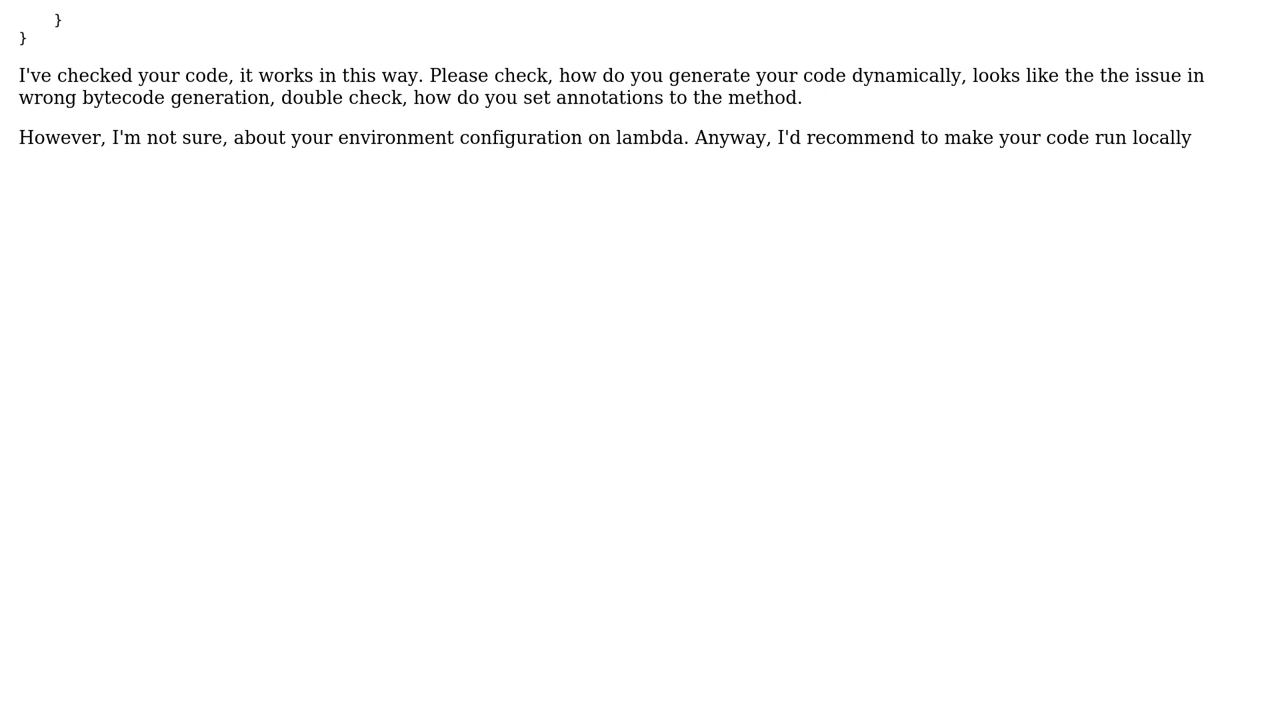 }
}
I've checked your code, it works in this way. Please check, how do you generate your code dynamically, looks like the the issue in
wrong bytecode generation, double check, how do you set annotations to the method.
However, I'm not sure, about your environment configuration on lambda. Anyway, I'd recommend to make your code run locally